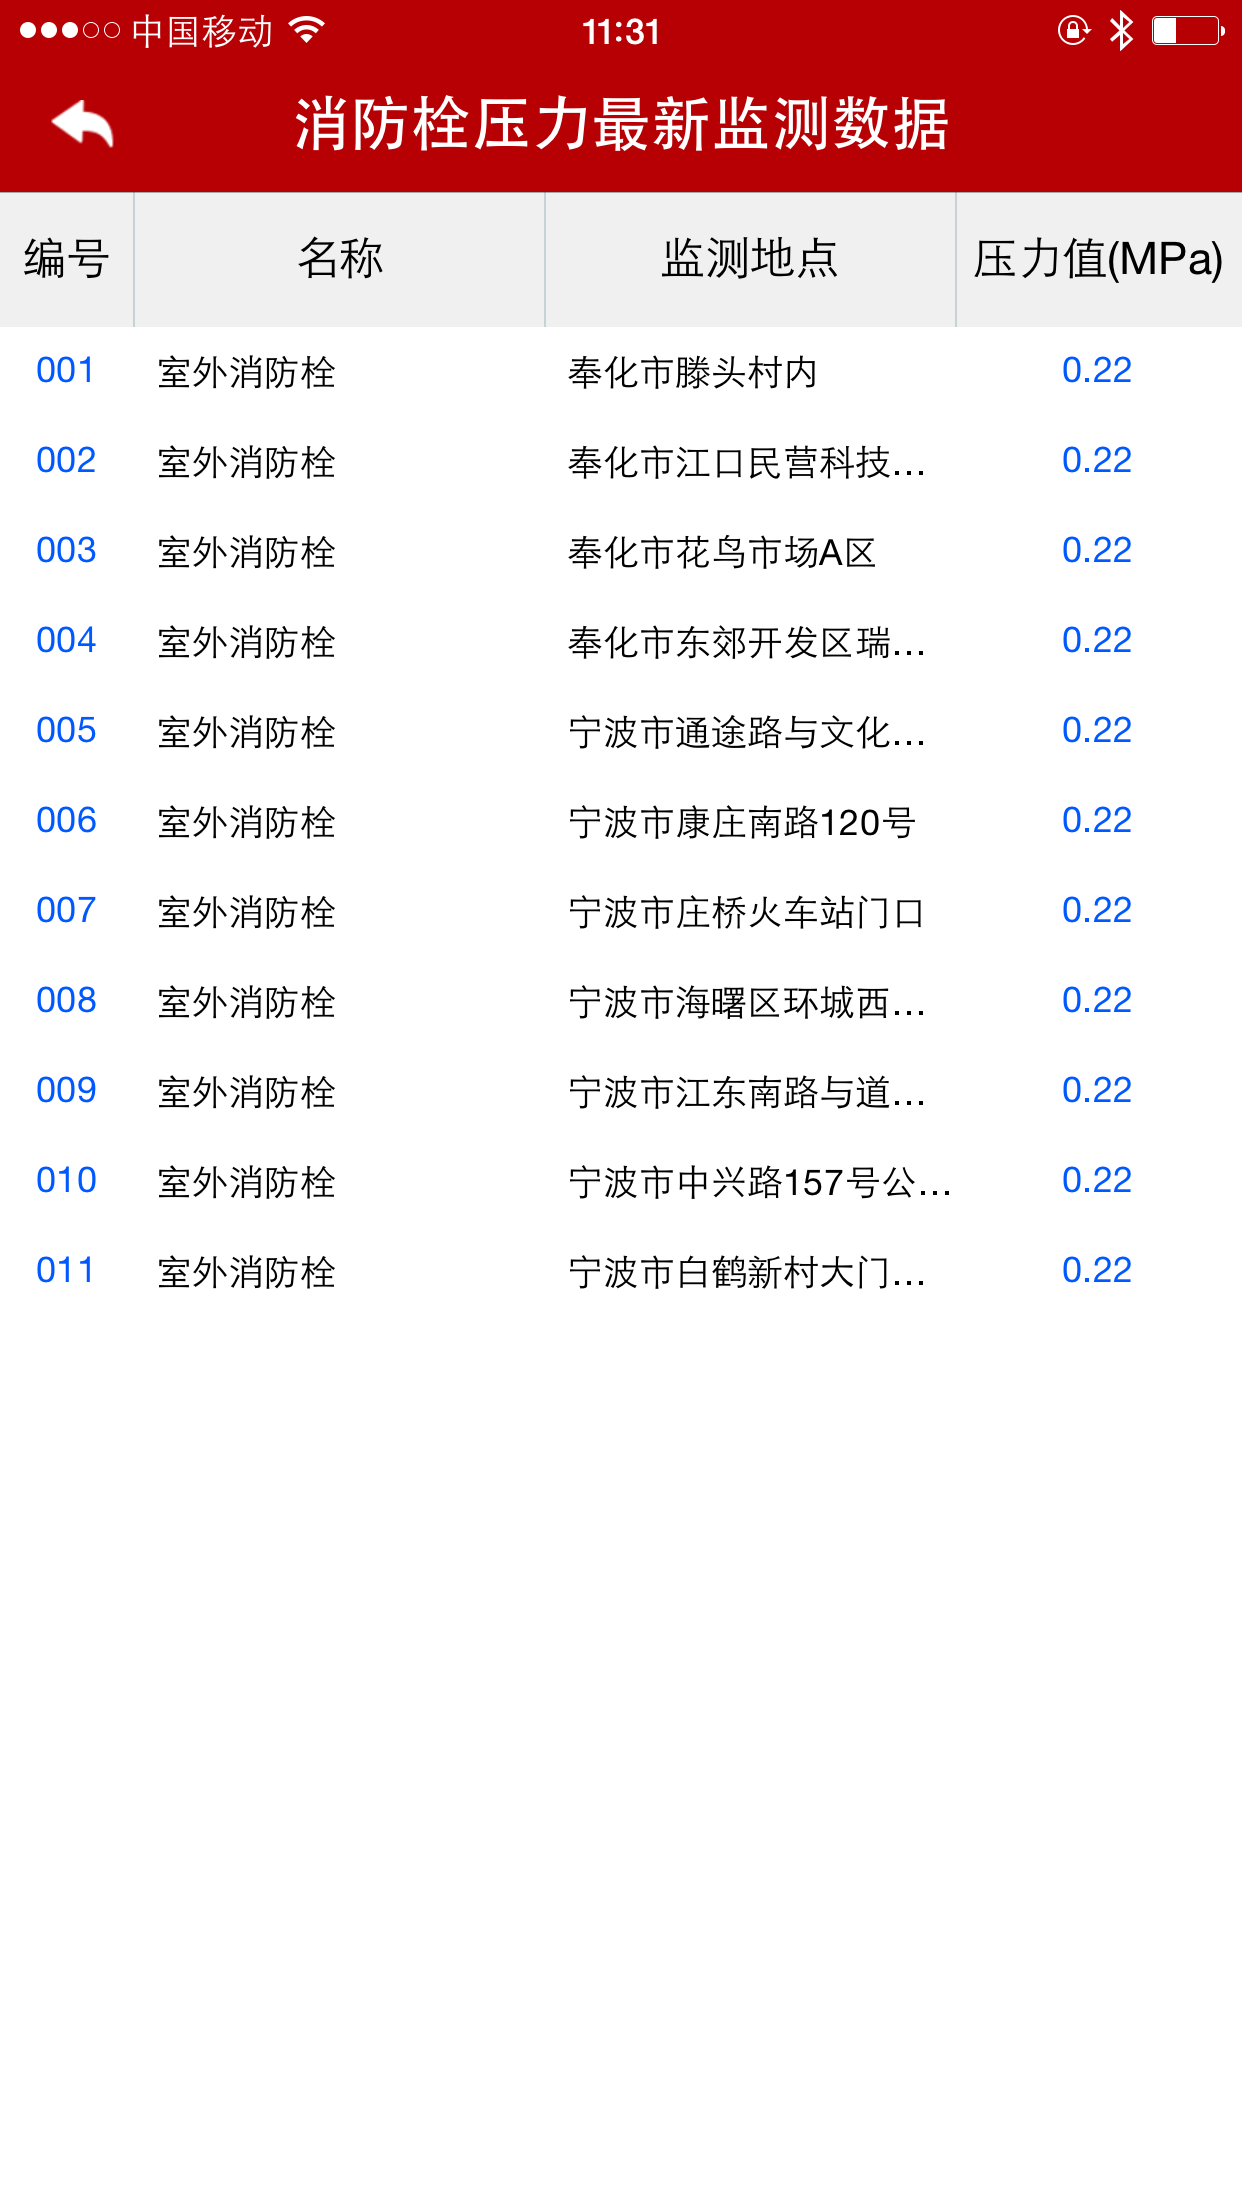 中国移动 11:31
消防栓压力最新监测数据
编号 名称 监测地点 压力值(MPa)
001 室外消防栓 奉化市滕头村内 0.22
002 室外消防栓 奉化市江口民营科技... 0.22
003 室外消防栓 奉化市花鸟市场A区 0.22
004 室外消防栓 奉化市东郊开发区瑞... 0.22
005 室外消防栓 宁波市通途路与文化... 0.22
006 室外消防栓 宁波市康庄南路120号 0.22
007 室外消防栓 宁波市庄桥火车站门口 0.22
008 室外消防栓 宁波市海曙区环城西... 0.22
009 室外消防栓 宁波市江东南路与道... 0.22
010 室外消防栓 宁波市中兴路157号公... 0.22
011 室外消防栓 宁波市白鹤新村大门... 0.22